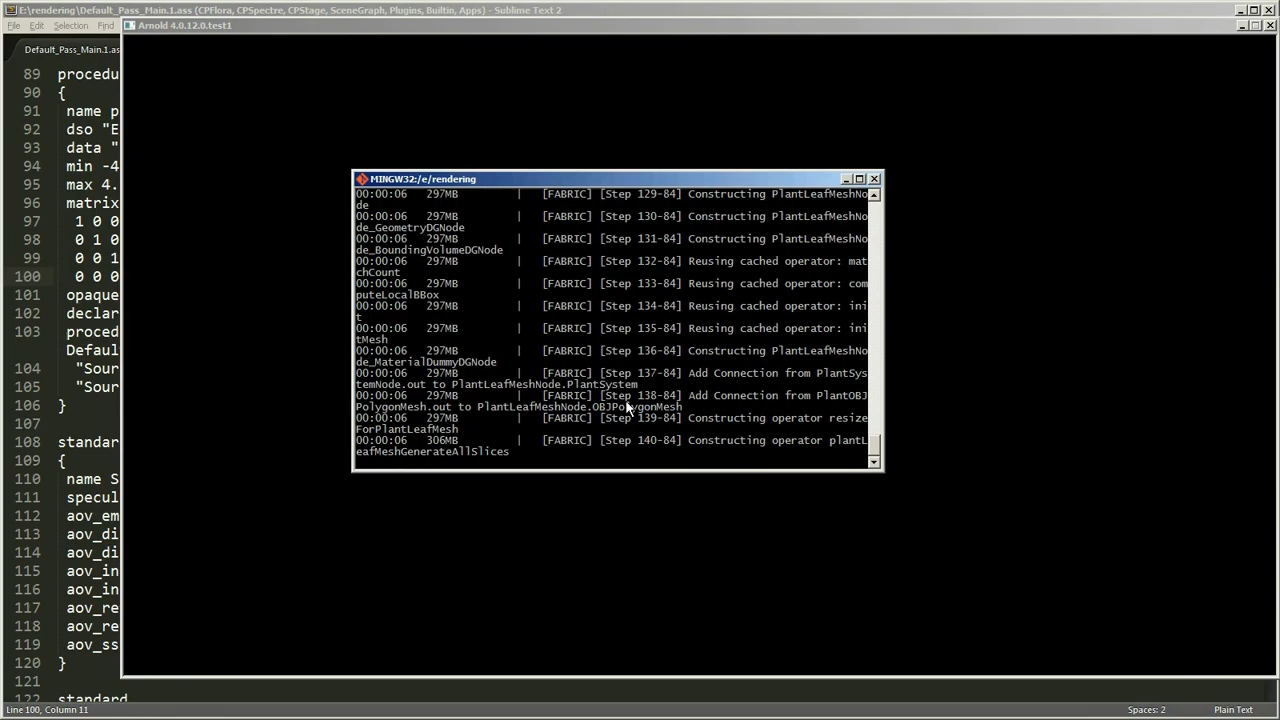 E:\rendering\Default_Pass_Main.1.ass (CPFlora, CPSpectre, CPStage, SceneGraph, Plugins, Builtin, Apps) - Sublime Text 2
File Edit Selection Find
Arnold 4.0.12.0.test1
Default_Pass_Main.1.as
89 procedu
90 {
91 name p
92 dso "E
93 data "
94 min -4
95 max 4.
96 matrix
97 1 0 0
98 0 1 0
99 0 0 1
100 0 0 0
101 opaque
102 declar
103 proced
Default
104 "Sour
105 "Sour
106 }
107
108 standar
109 {
110 name S
111 specul
112 aov_em
113 aov_di
114 aov_di
115 aov_in
116 aov_in
117 aov_re
118 aov_re
119 aov_ss
120 }
121
122 standard
MINGW32:/e/rendering
00:00:06 297MB | [FABRIC] [Step 129-84] Constructing PlantLeafMeshNo
de
00:00:06 297MB | [FABRIC] [Step 130-84] Constructing PlantLeafMeshNo
de_GeometryDGNode
00:00:06 297MB | [FABRIC] [Step 131-84] Constructing PlantLeafMeshNo
de_BoundingVolumeDGNode
00:00:06 297MB | [FABRIC] [Step 132-84] Reusing cached operator: mat
chCount
00:00:06 297MB | [FABRIC] [Step 133-84] Reusing cached operator: com
puteLocalBBox
00:00:06 297MB | [FABRIC] [Step 134-84] Reusing cached operator: ini
t
00:00:06 297MB | [FABRIC] [Step 135-84] Reusing cached operator: ini
tMesh
00:00:06 297MB | [FABRIC] [Step 136-84] Constructing PlantLeafMeshNo
de_MaterialDummyDGNode
00:00:06 297MB | [FABRIC] [Step 137-84] Add Connection from PlantSys
temNode.out to PlantLeafMeshNode.PlantSystem
00:00:06 297MB | [FABRIC] [Step 138-84] Add Connection from PlantOBJ
PolygonMesh.out to PlantLeafMeshNode.OBJPolygonMesh
00:00:06 297MB | [FABRIC] [Step 139-84] Constructing operator resize
ForPlantLeafMesh
00:00:06 306MB | [FABRIC] [Step 140-84] Constructing operator plantL
eafMeshGenerateAllSlices
Line 100, Column 11
Spaces: 2
Plain Text